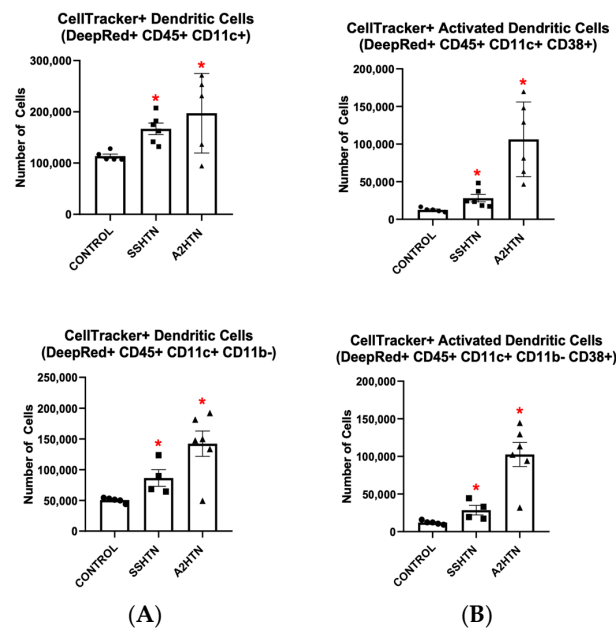 CellTracker+ Dendritic Cells
(DeepRed+ CD45+ CD11c+)
Number of Cells
300,000
200,000
100,000
0
*
*
CONTROL
SSHTN
A2HTN
CellTracker+ Activated Dendritic Cells
(DeepRed+ CD45+ CD11c+ CD38+)
Number of Cells
200,000
150,000
100,000
50,000
0
*
*
CONTROL
SSHTN
A2HTN
CellTracker+ Dendritic Cells
(DeepRed+ CD45+ CD11c+ CD11b-)
Number of Cells
250,000
200,000
150,000
100,000
50,000
0
*
*
CONTROL
SSHTN
A2HTN
CellTracker+ Activated Dendritic Cells
(DeepRed+ CD45+ CD11c+ CD11b- CD38+)
Number of Cells
200,000
150,000
100,000
50,000
0
*
*
CONTROL
SSHTN
A2HTN
(A)
(B)